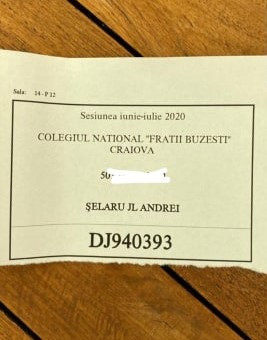 Sala: 14 - P 12
Sesiunea iunie-iulie 2020
COLEGIUL NATIONAL "FRATII BUZESTI"
CRAIOVA
ŞELARU JL ANDREI
DJ940393